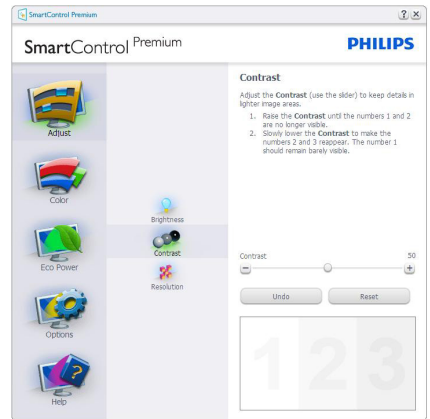 SmartControl Premium
SmartControl Premium
PHILIPS
Adjust
Color
Eco Power
Options
Help
Brightness
Contrast
Resolution
Contrast
Adjust the Contrast (use the slider) to keep details in
lighter image areas.
1. Raise the Contrast until the numbers 1 and 2
are no longer visible.
2. Slowly lower the Contrast to make the
numbers 2 and 3 reappear. The number 1
should remain barely visible.
Contrast 50
Undo Reset
1 2 3